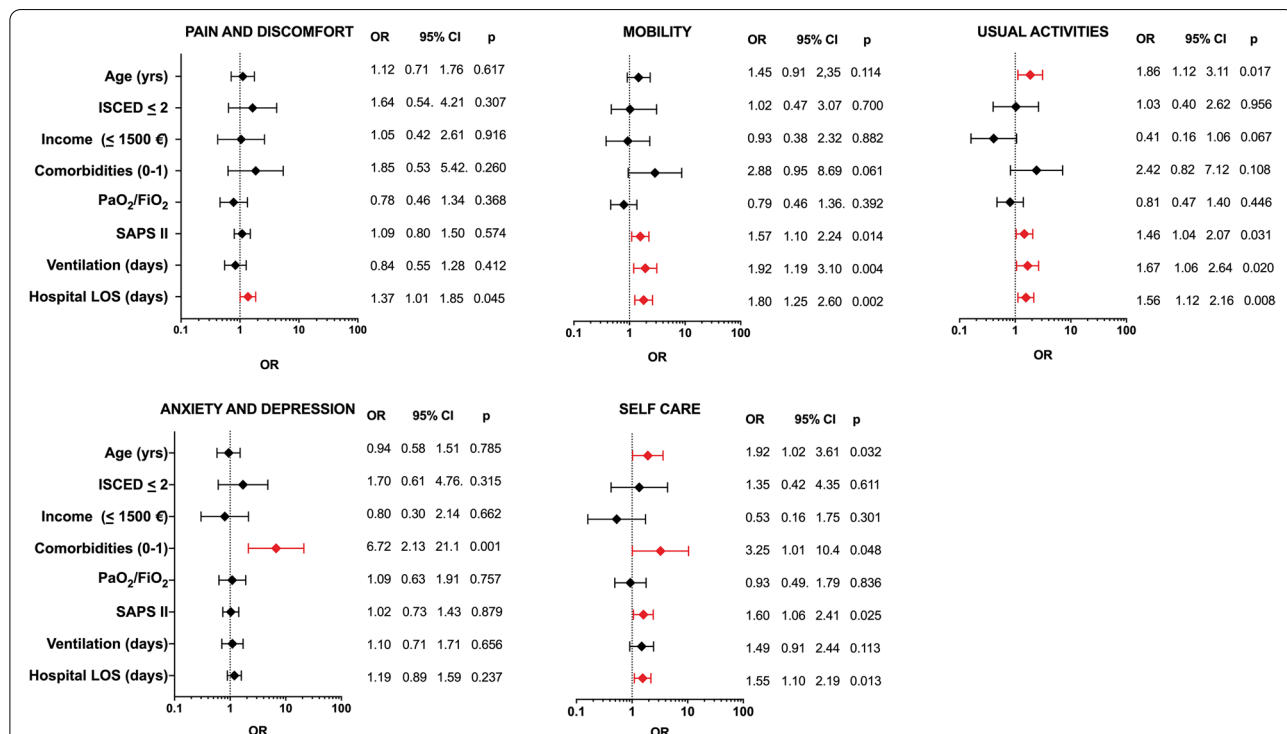 PAIN AND DISCOMFORT OR 95% CI p
Age (yrs) 1.12 0.71 1.76 0.617
ISCED ≤ 2 1.64 0.54. 4.21 0.307
Income (≤ 1500 €) 1.05 0.42 2.61 0.916
Comorbidities (0-1) 1.85 0.53 5.42. 0.260
PaO2/FiO2 0.78 0.46 1.34 0.368
SAPS II 1.09 0.80 1.50 0.574
Ventilation (days) 0.84 0.55 1.28 0.412
Hospital LOS (days) 1.37 1.01 1.85 0.045
0.1 1 10 100
OR
MOBILITY OR 95% CI p
1.45 0.91 2,35 0.114
1.02 0.47 3.07 0.700
0.93 0.38 2.32 0.882
2.88 0.95 8.69 0.061
0.79 0.46 1.36. 0.392
1.57 1.10 2.24 0.014
1.92 1.19 3.10 0.004
1.80 1.25 2.60 0.002
0.1 1 10 100
OR
USUAL ACTIVITIES OR 95% CI p
1.86 1.12 3.11 0.017
1.03 0.40 2.62 0.956
0.41 0.16 1.06 0.067
2.42 0.82 7.12 0.108
0.81 0.47 1.40 0.446
1.46 1.04 2.07 0.031
1.67 1.06 2.64 0.020
1.56 1.12 2.16 0.008
0.1 1 10 100
OR
ANXIETY AND DEPRESSION OR 95% CI p
Age (yrs) 0.94 0.58 1.51 0.785
ISCED ≤ 2 1.70 0.61 4.76. 0.315
Income (≤ 1500 €) 0.80 0.30 2.14 0.662
Comorbidities (0-1) 6.72 2.13 21.1 0.001
PaO2/FiO2 1.09 0.63 1.91 0.757
SAPS II 1.02 0.73 1.43 0.879
Ventilation (days) 1.10 0.71 1.71 0.656
Hospital LOS (days) 1.19 0.89 1.59 0.237
0.1 1 10 100
OR
SELF CARE OR 95% CI p
1.92 1.02 3.61 0.032
1.35 0.42 4.35 0.611
0.53 0.16 1.75 0.301
3.25 1.01 10.4 0.048
0.93 0.49. 1.79 0.836
1.60 1.06 2.41 0.025
1.49 0.91 2.44 0.113
1.55 1.10 2.19 0.013
0.1 1 10 100
OR